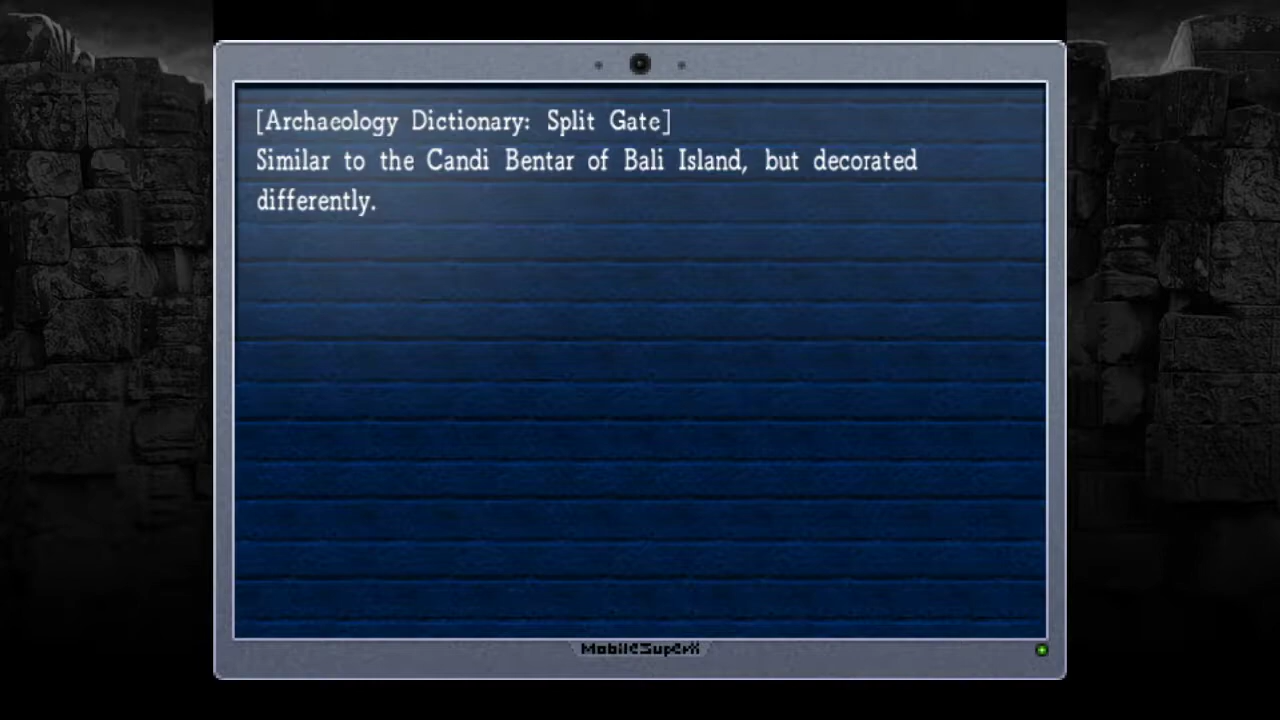 [Archaeology Dictionary: Split Gate]
Similar to the Candi Bentar of Bali Island, but decorated
differently.
MobileSuperX